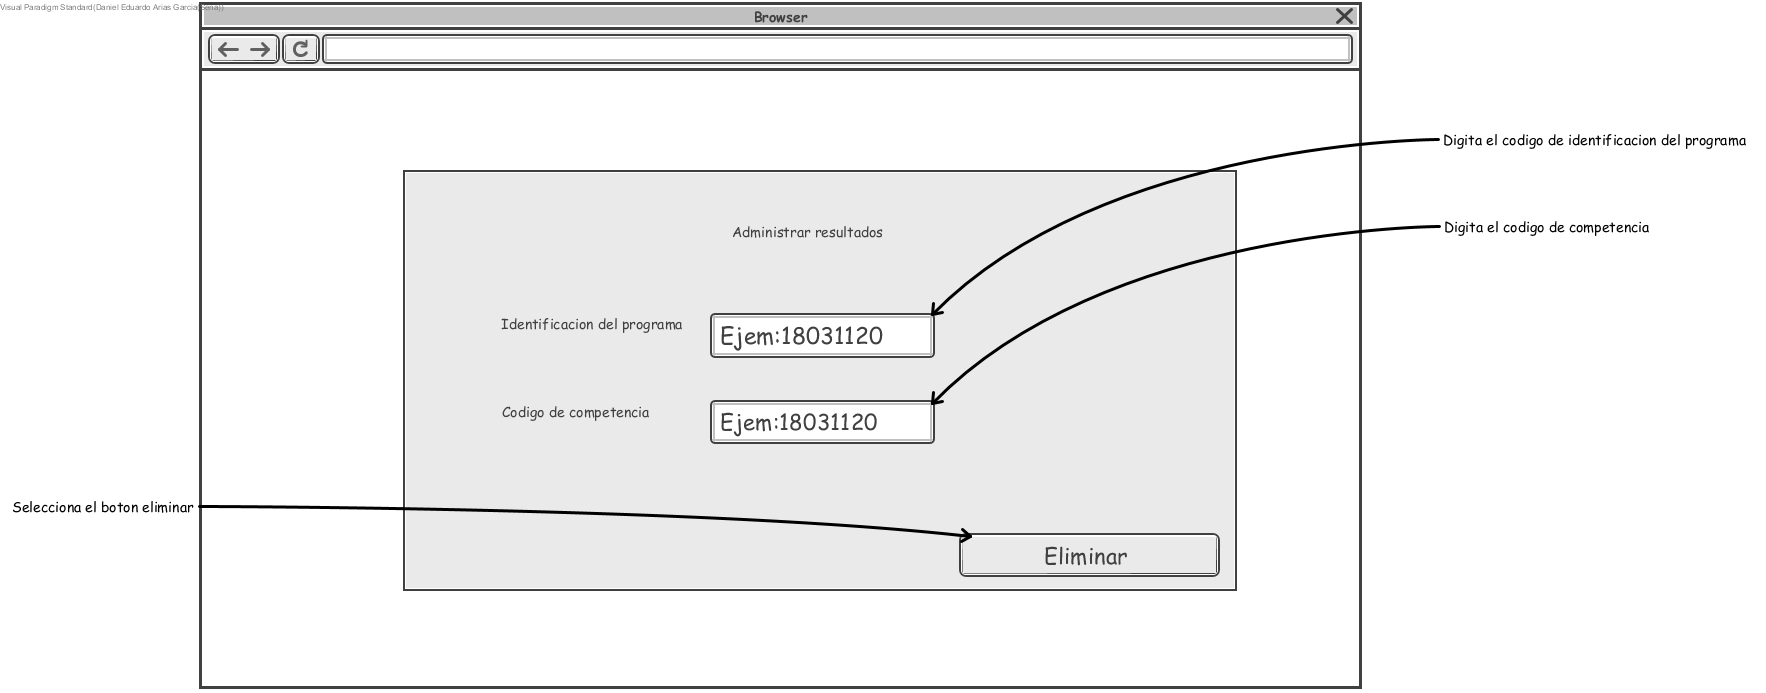 Visual Paradigm Standard(Daniel Eduardo Arias Garcia(Sena))
Browser
Digita el codigo de identificacion del programa
Digita el codigo de competencia
Administrar resultados
Identificacion del programa
Ejem:18031120
Codigo de competencia
Ejem:18031120
Selecciona el boton eliminar
Eliminar